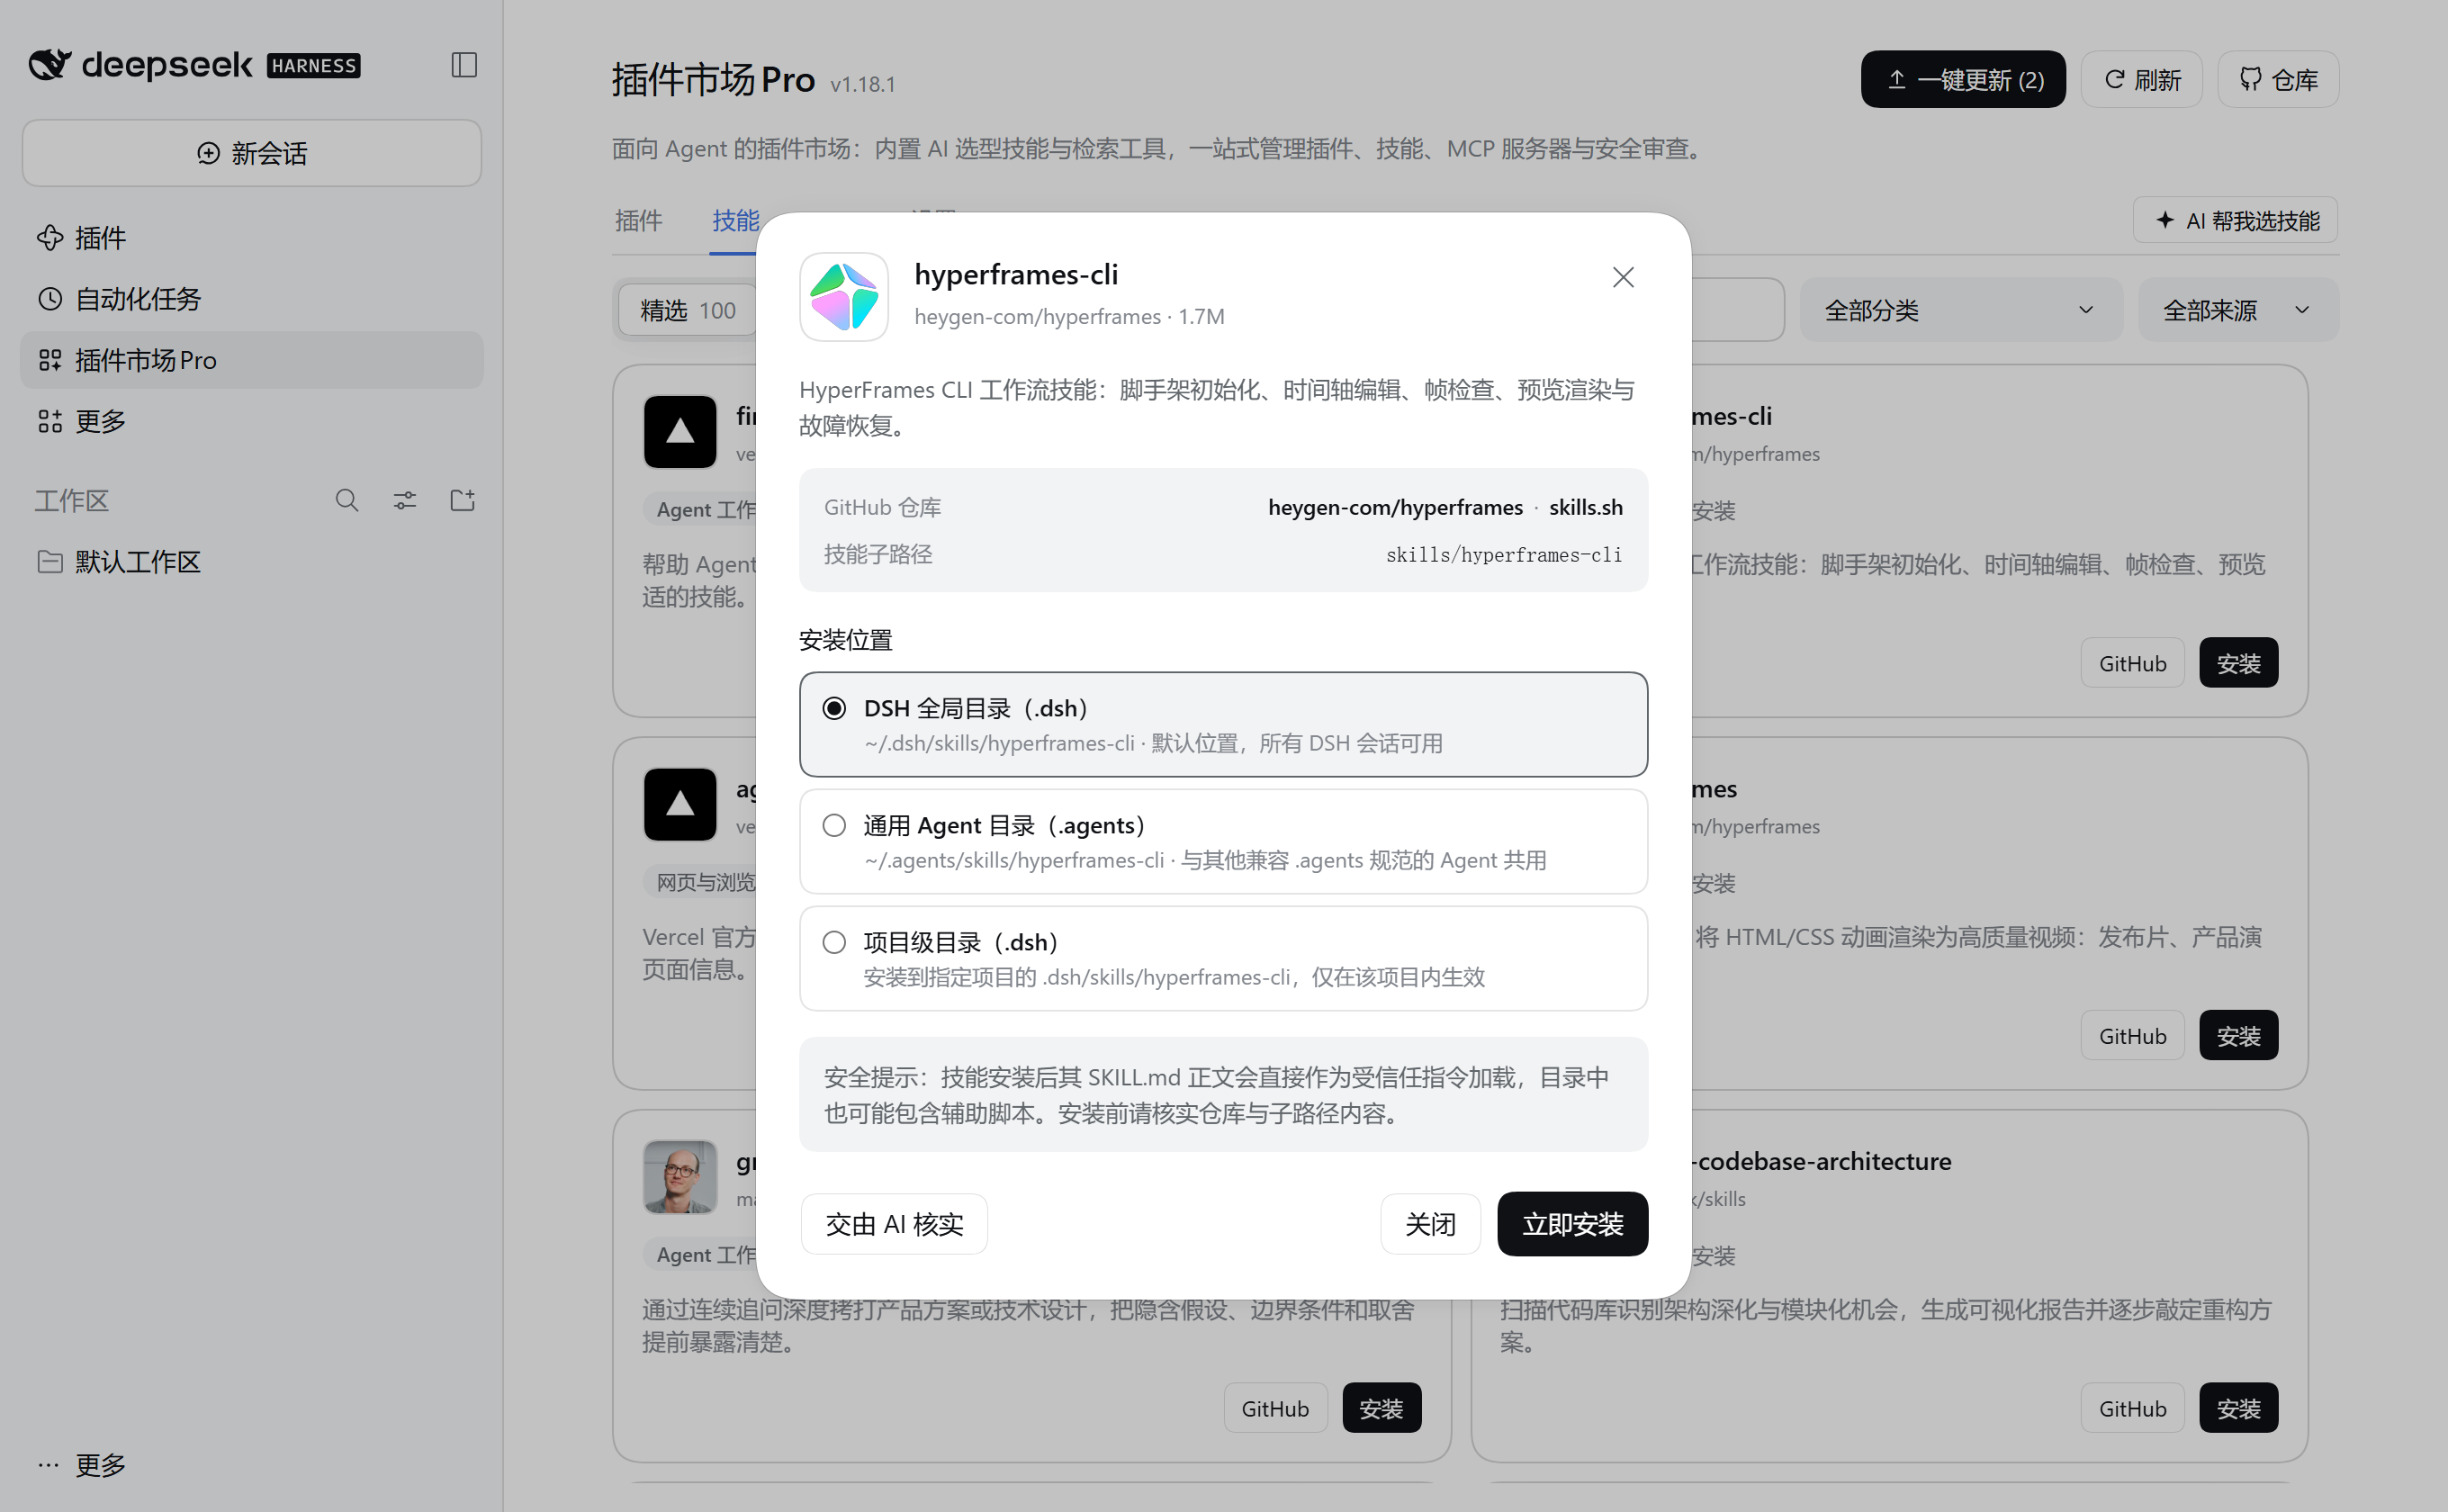 deepseek HARNESS
新会话
插件
自动化任务
插件市场Pro
更多
工作区
默认工作区
更多
插件市场Pro v1.18.1
一键更新 (2)
刷新
仓库
面向 Agent 的插件市场：内置 AI 选型技能与检索工具，一站式管理插件、技能、MCP 服务器与安全审查。
插件
技能
AI 帮我选技能
精选 100
全部分类
全部来源
hyperframes-cli
heygen-com/hyperframes · 1.7M
HyperFrames CLI 工作流技能：脚手架初始化、时间轴编辑、帧检查、预览渲染与
故障恢复。
GitHub 仓库
heygen-com/hyperframes · skills.sh
技能子路径
skills/hyperframes-cli
安装位置
DSH 全局目录（.dsh）
~/.dsh/skills/hyperframes-cli · 默认位置，所有 DSH 会话可用
通用 Agent 目录（.agents）
~/.agents/skills/hyperframes-cli · 与其他兼容 .agents 规范的 Agent 共用
项目级目录（.dsh）
安装到指定项目的 .dsh/skills/hyperframes-cli，仅在该项目内生效
安全提示：技能安装后其 SKILL.md 正文会直接作为受信任指令加载，目录中
也可能包含辅助脚本。安装前请核实仓库与子路径内容。
交由 AI 核实
关闭
立即安装
Agent 工作
帮助 Agent
适的技能。
mes-cli
m/hyperframes
安装
工作流技能：脚手架初始化、时间轴编辑、帧检查、预览
GitHub
安装
网页与浏览
Vercel 官方
页面信息。
mes
m/hyperframes
安装
将 HTML/CSS 动画渲染为高质量视频：发布片、产品演
GitHub
安装
Agent 工作
通过连续追问深度拷打产品方案或技术设计，把隐含假设、边界条件和取舍
提前暴露清楚。
GitHub
安装
-codebase-architecture
/skills
安装
扫描代码库识别架构深化与模块化机会，生成可视化报告并逐步敲定重构方
案。
GitHub
安装